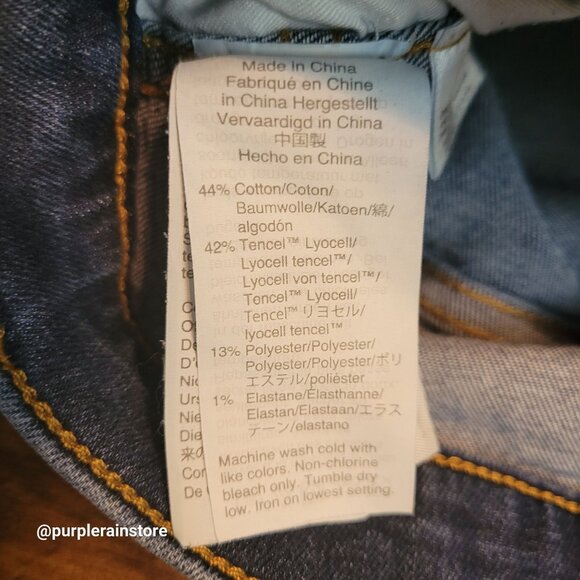 Made in China
Fabriqué en Chine
in China Hergestellt
Vervaardigd in China
中国製
Hecho en China
44% Cotton/Coton/
Baumwolle/Katoen/綿/
algodón
42% Tencel™ Lyocell/
Lyocell tencel™/
Lyocell von tencel™/
Tencel™ Lyocell/
Tencel™ リヨセル/
lyocell tencel™
13% Polyester/Polyester/
Polyester/Polyester/ポリ
エステル/poliéster
1% Elastane/Élasthanne/
Elastan/Elastaan/エラス
テーン/elastano
Machine wash cold with
like colors. Non-chlorine
bleach only. Tumble dry
low. Iron on lowest setting.
@purplerainstore